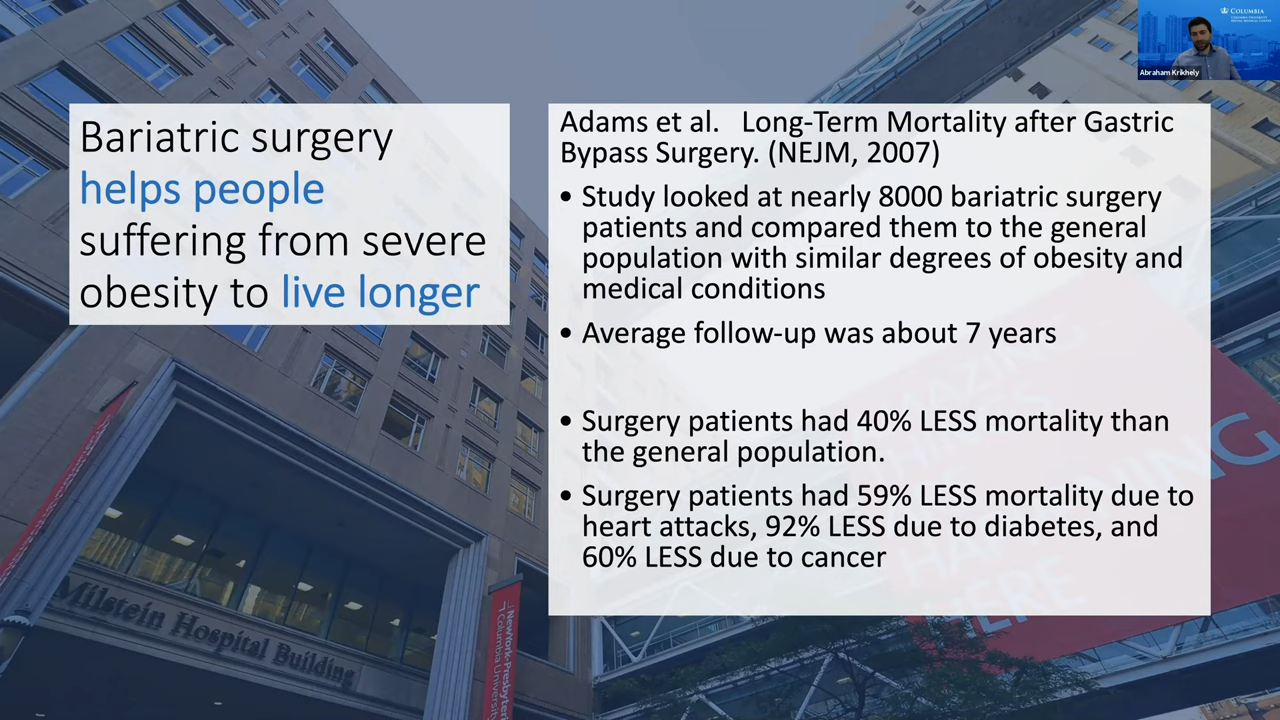 COLUMBIA
Abraham Krikhely
Bariatric surgery
helps people
suffering from severe
obesity to live longer
Adams et al. Long-Term Mortality after Gastric
Bypass Surgery. (NEJM, 2007)
• Study looked at nearly 8000 bariatric surgery
patients and compared them to the general
population with similar degrees of obesity and
medical conditions
• Average follow-up was about 7 years
• Surgery patients had 40% LESS mortality than
the general population.
• Surgery patients had 59% LESS mortality due to
heart attacks, 92% LESS due to diabetes, and
60% LESS due to cancer
Milstein Hospital Building